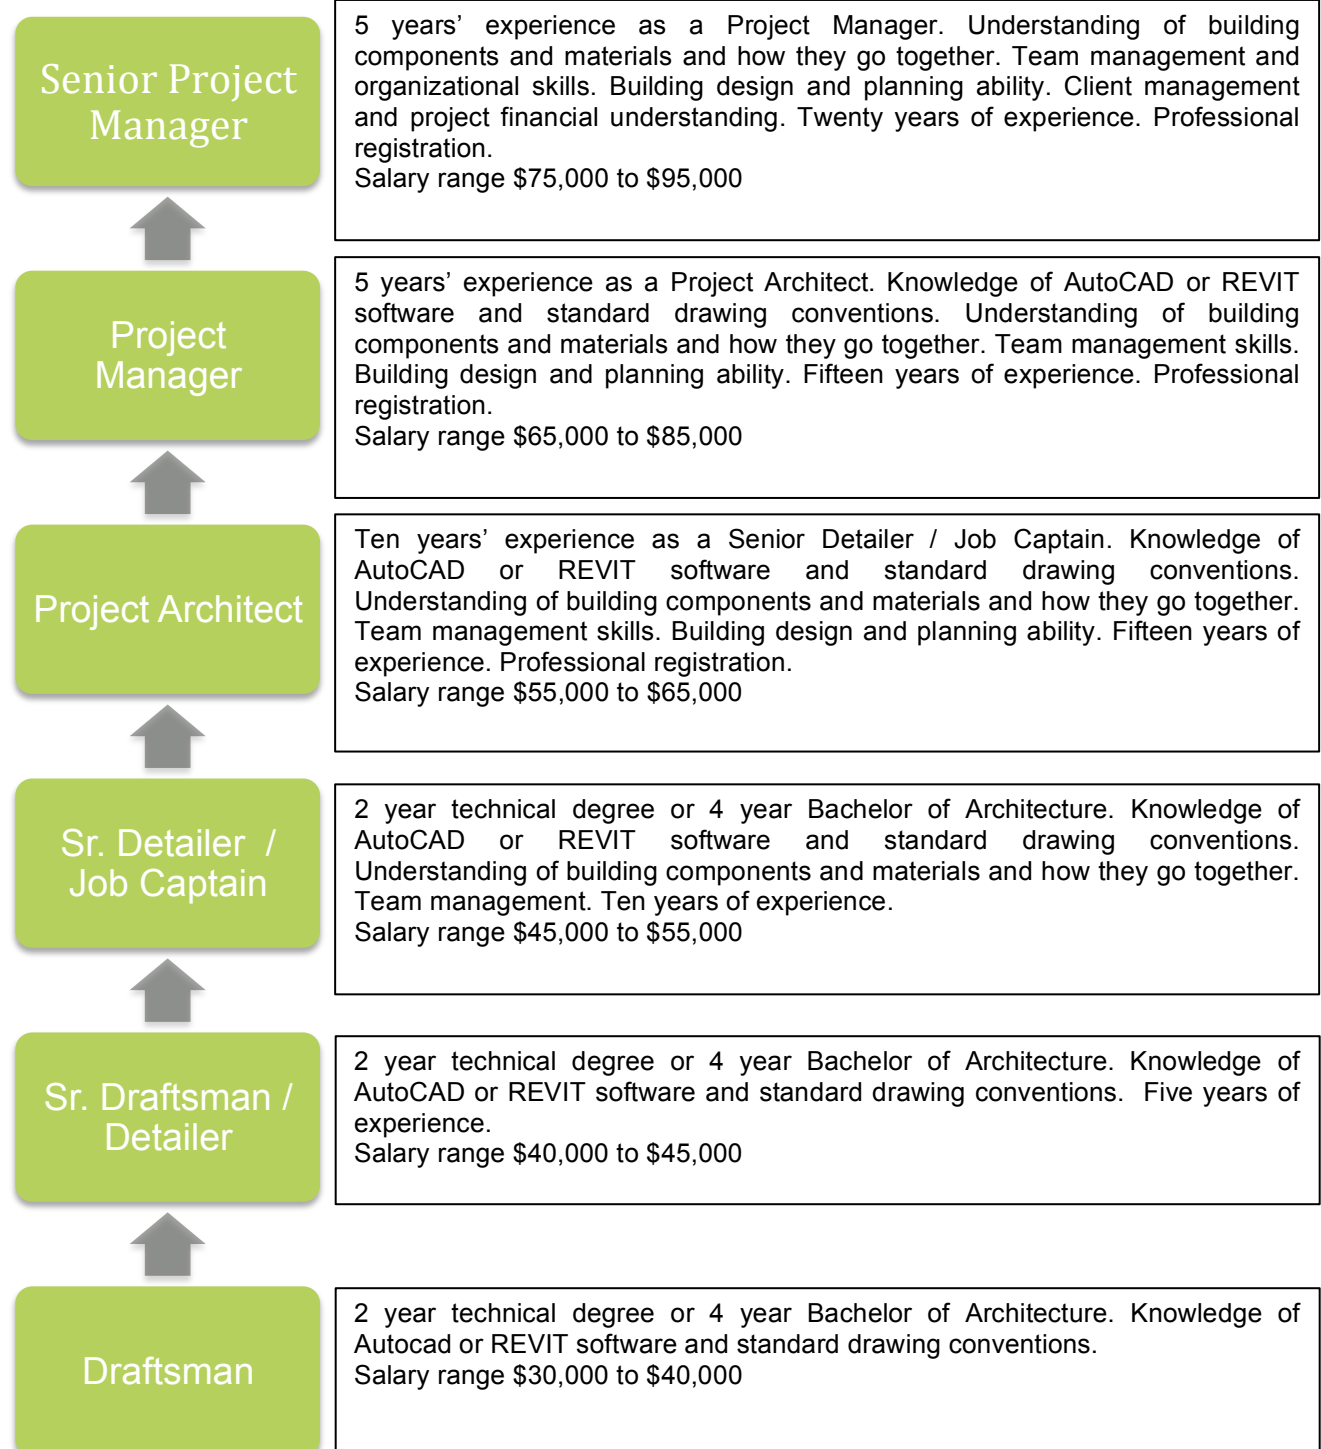 Senior Project
Manager
5 years’ experience as a Project Manager. Understanding of building
components and materials and how they go together. Team management and
organizational skills. Building design and planning ability. Client management
and project financial understanding. Twenty years of experience. Professional
registration.
Salary range $75,000 to $95,000
Project
Manager
5 years’ experience as a Project Architect. Knowledge of AutoCAD or REVIT
software and standard drawing conventions. Understanding of building
components and materials and how they go together. Team management skills.
Building design and planning ability. Fifteen years of experience. Professional
registration.
Salary range $65,000 to $85,000
Project Architect
Ten years’ experience as a Senior Detailer / Job Captain. Knowledge of
AutoCAD or REVIT software and standard drawing conventions.
Understanding of building components and materials and how they go together.
Team management skills. Building design and planning ability. Fifteen years of
experience. Professional registration.
Salary range $55,000 to $65,000
Sr. Detailer /
Job Captain
2 year technical degree or 4 year Bachelor of Architecture. Knowledge of
AutoCAD or REVIT software and standard drawing conventions.
Understanding of building components and materials and how they go together.
Team management. Ten years of experience.
Salary range $45,000 to $55,000
Sr. Draftsman /
Detailer
2 year technical degree or 4 year Bachelor of Architecture. Knowledge of
AutoCAD or REVIT software and standard drawing conventions. Five years of
experience.
Salary range $40,000 to $45,000
Draftsman
2 year technical degree or 4 year Bachelor of Architecture. Knowledge of
Autocad or REVIT software and standard drawing conventions.
Salary range $30,000 to $40,000